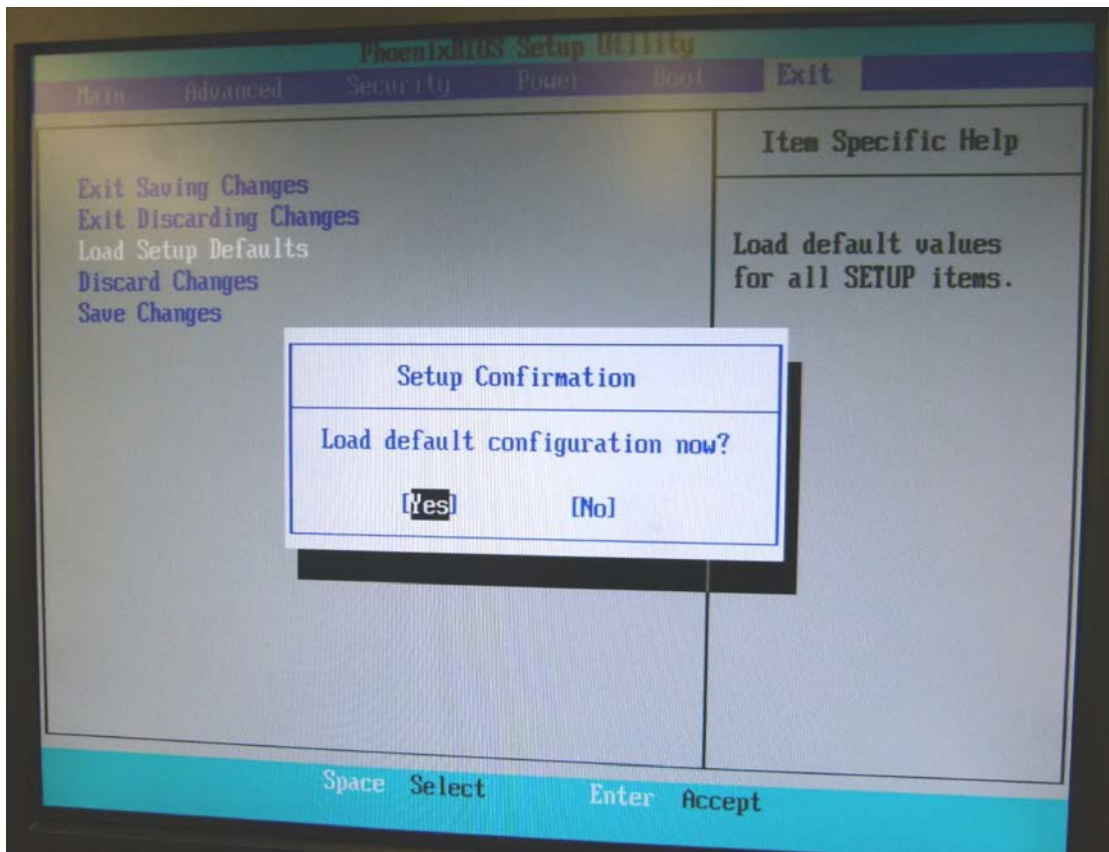 PhoenixBIOS Setup Utility
Main Advanced Security Power Boot Exit
Item Specific Help
Exit Saving Changes
Exit Discarding Changes
Load Setup Defaults
Discard Changes
Save Changes
Load default values
for all SETUP items.
Setup Confirmation
Load default configuration now?
[Yes] [No]
Space Select Enter Accept